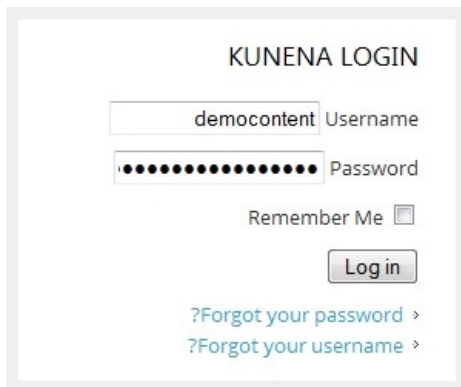 KUNENA LOGIN
democontent Username
Password
Remember Me
Log in
?Forgot your password
?Forgot your username